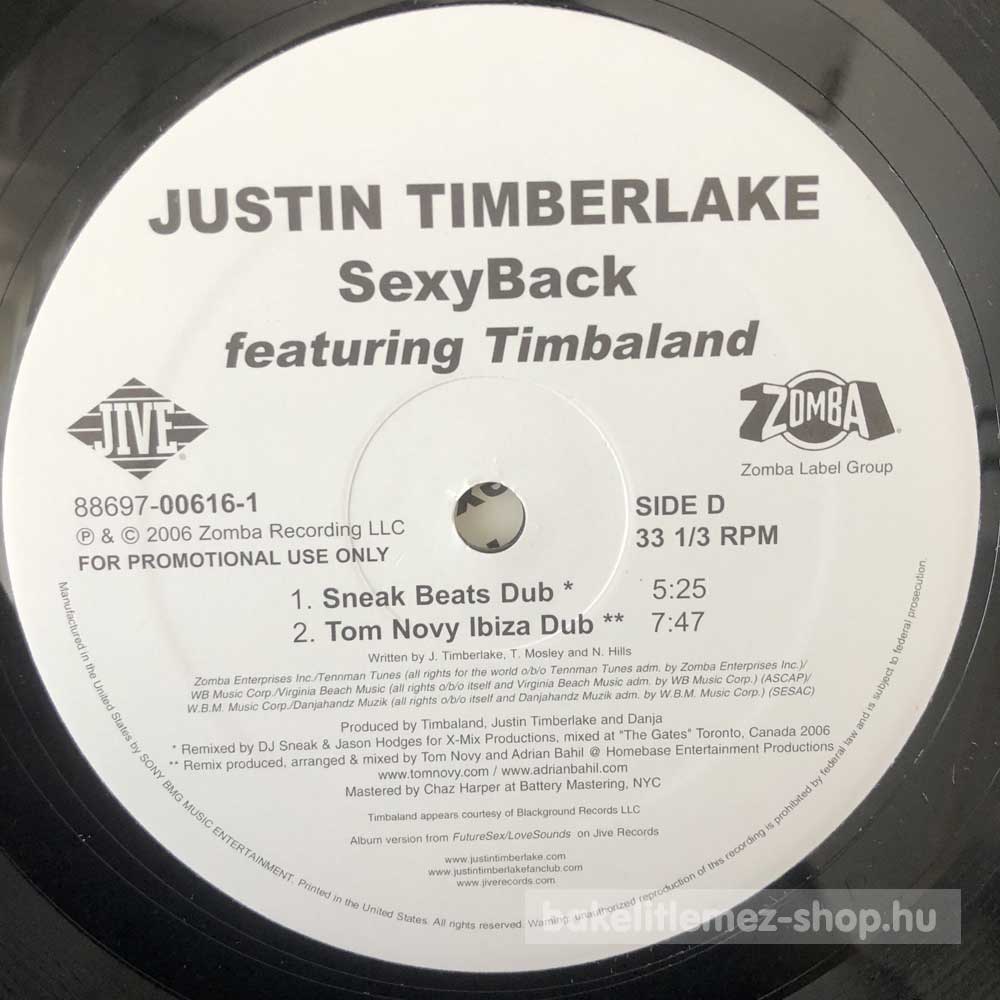 JUSTIN TIMBERLAKE
SexyBack
featuring Timbaland
JIVE
ZOMBA
Zomba Label Group
88697-00616-1
℗ & © 2006 Zomba Recording LLC
FOR PROMOTIONAL USE ONLY
SIDE D
33 1/3 RPM
1. Sneak Beats Dub * 5:25
2. Tom Novy Ibiza Dub ** 7:47
Written by J. Timberlake, T. Mosley and N. Hills
Zomba Enterprises Inc./Tennman Tunes (all rights for the world o/b/o Tennman Tunes adm. by Zomba Enterprises Inc.)/
WB Music Corp./Virginia Beach Music (all rights o/b/o itself and Virginia Beach Music adm. by WB Music Corp.) (ASCAP)/
W.B.M. Music Corp./Danjahandz Muzik (all rights o/b/o itself and Danjahandz Muzik adm. by W.B.M. Music Corp.) (SESAC)
Produced by Timbaland, Justin Timberlake and Danja
* Remixed by DJ Sneak & Jason Hodges for X-Mix Productions, mixed at "The Gates" Toronto, Canada 2006
** Remix produced, arranged & mixed by Tom Novy and Adrian Bahil @ Homebase Entertainment Productions
www.tomnovy.com / www.adrianbahil.com
Mastered by Chaz Harper at Battery Mastering, NYC
Timbaland appears courtesy of Blackground Records LLC
Album version from FutureSex/LoveSounds on Jive Records
www.justintimberlake.com
www.justintimberlakefanclub.com
www.jiverecords.com
Manufactured in the United States by SONY BMG MUSIC ENTERTAINMENT. Printed in the United States. All rights reserved. Warning: unauthorized reproduction of this recording is prohibited by federal law and is subject to federal prosecution.
bakelitlemez-shop.hu